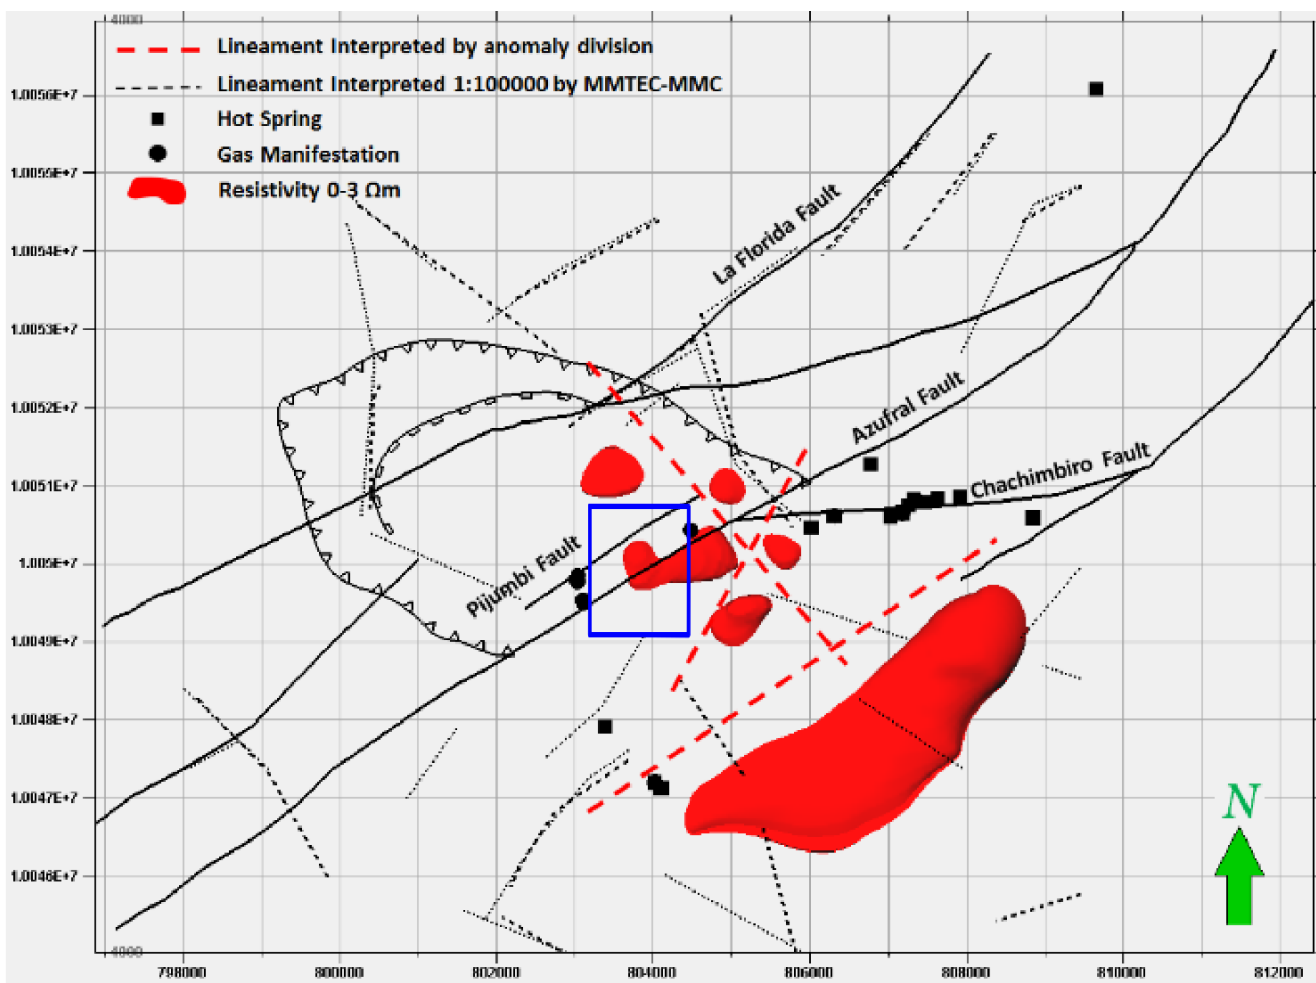 4000
Lineament Interpreted by anomaly division
Lineament Interpreted 1:100000 by MMTEC-MMC
Hot Spring
Gas Manifestation
Resistivity 0-3 Ωm
1.0056E+7
1.0055E+7
1.0054E+7
1.0053E+7
1.0052E+7
1.0051E+7
1.005E+7
1.0049E+7
1.0048E+7
1.0047E+7
1.0046E+7
La Florida Fault
Azufral Fault
Chachimbiro Fault
Pijumbi Fault
N
4000
798000 800000 802000 804000 806000 808000 810000 812000